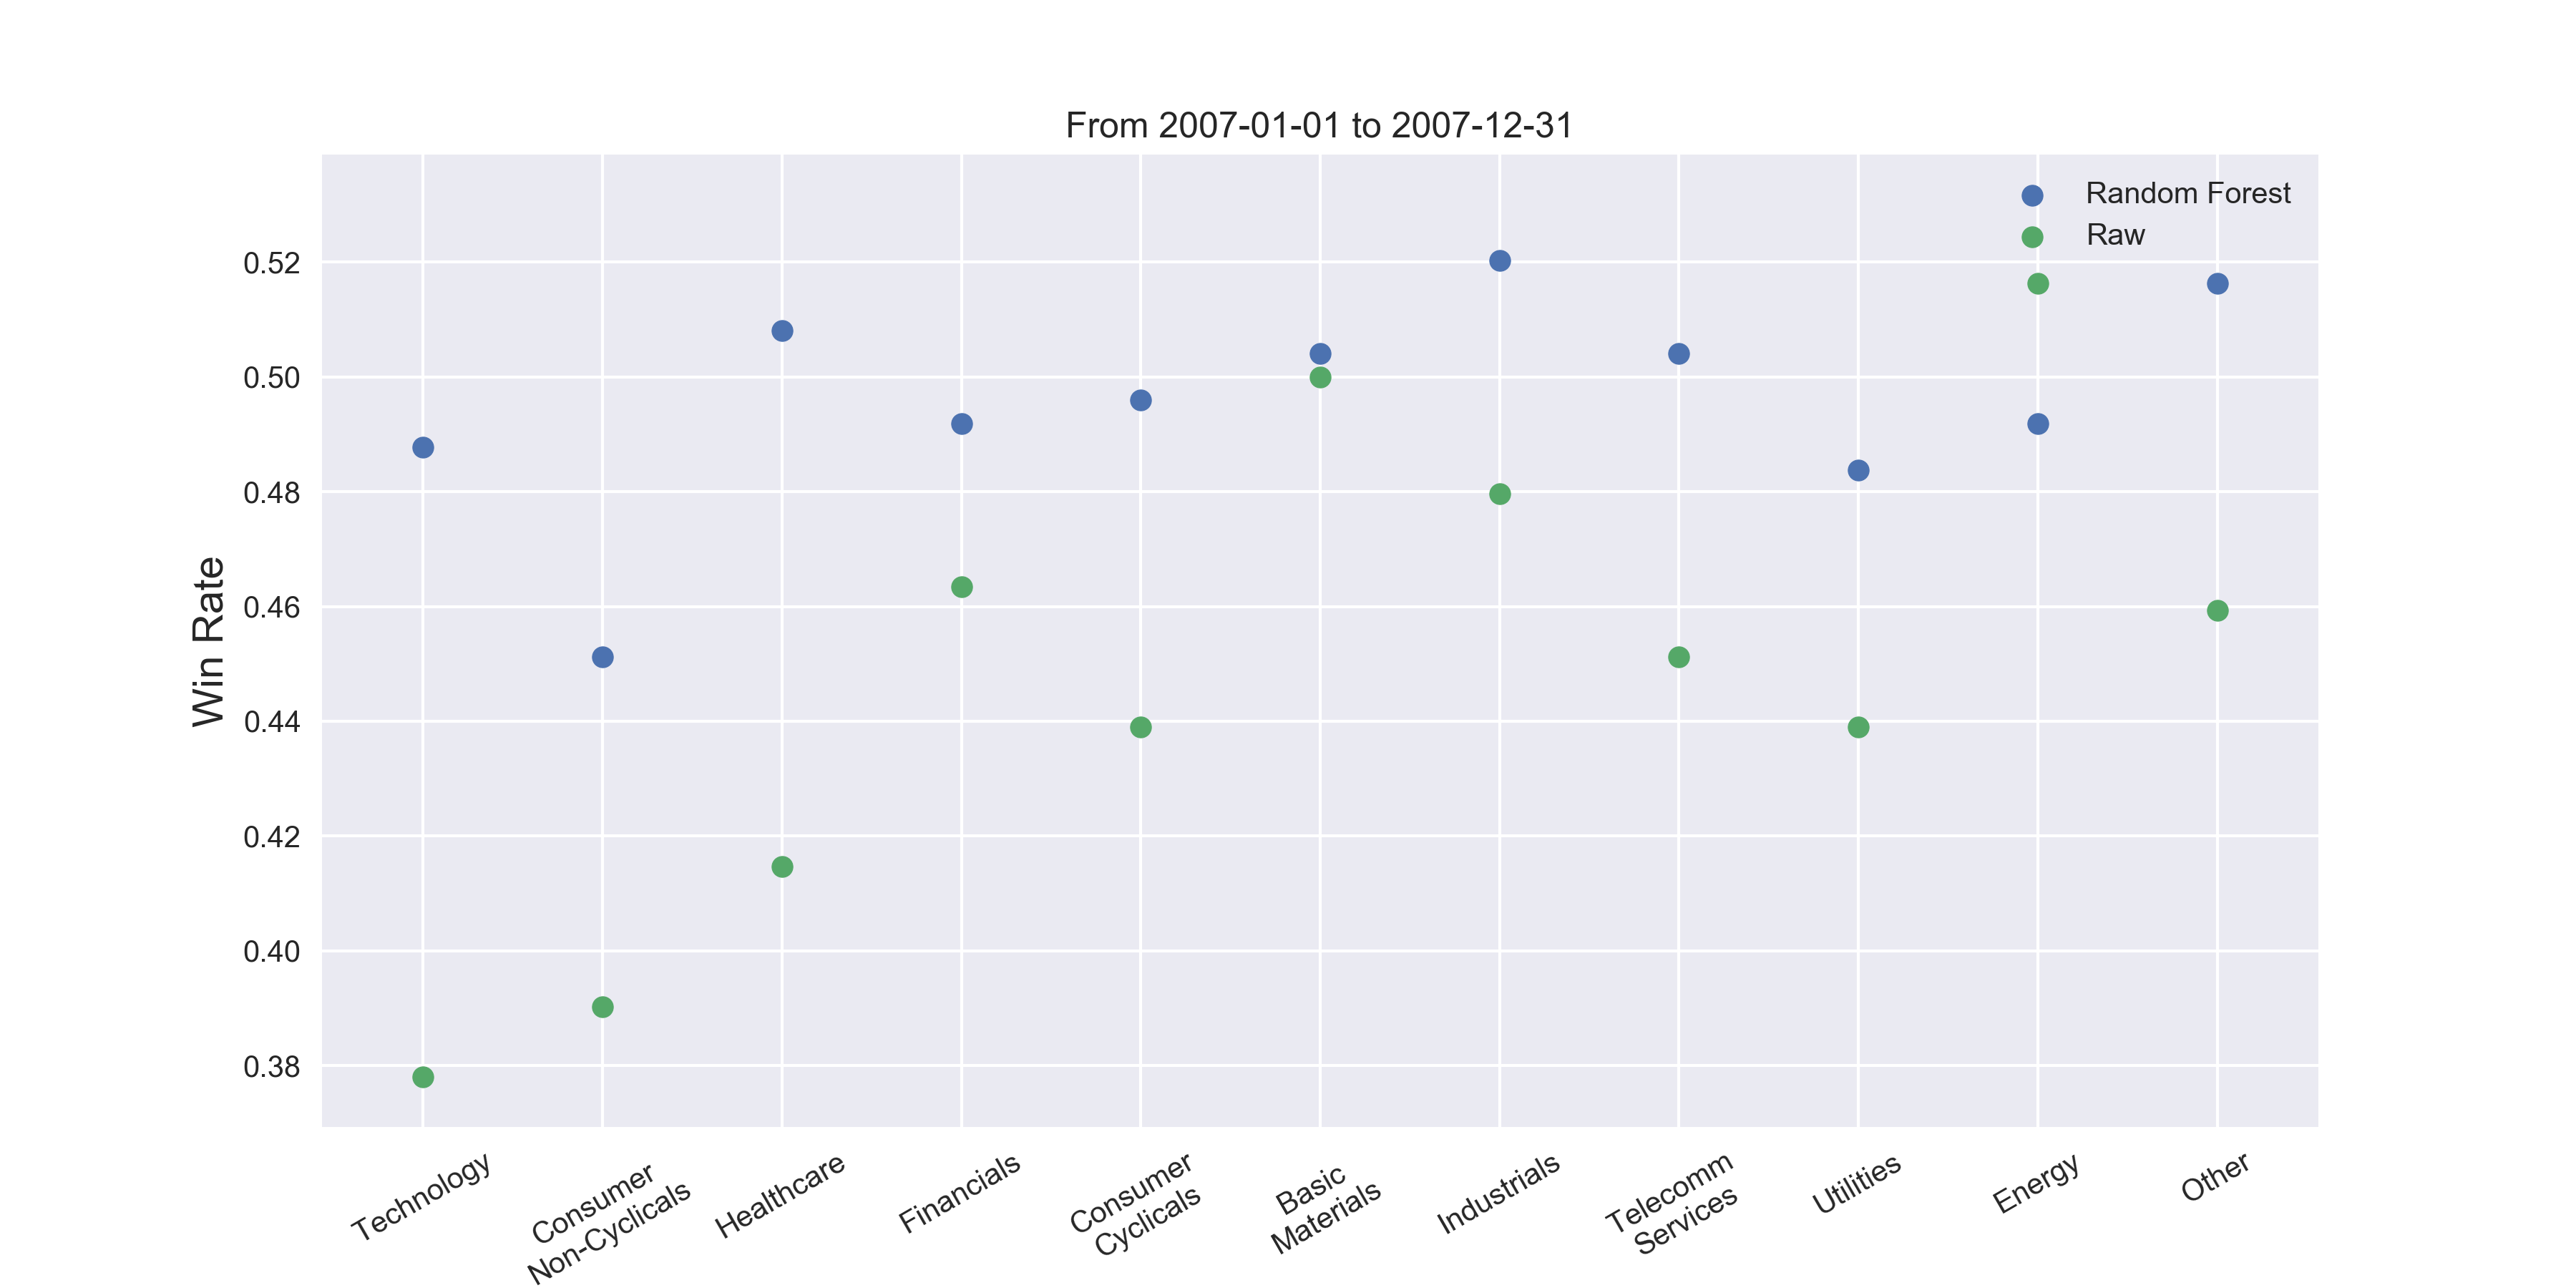 From 2007-01-01 to 2007-12-31
Random Forest
Raw
Win Rate
0.52
0.50
0.48
0.46
0.44
0.42
0.40
0.38
Technology
Consumer
Non-Cyclicals
Healthcare
Financials
Consumer
Cyclicals
Basic
Materials
Industrials
Telecomm
Services
Utilities
Energy
Other